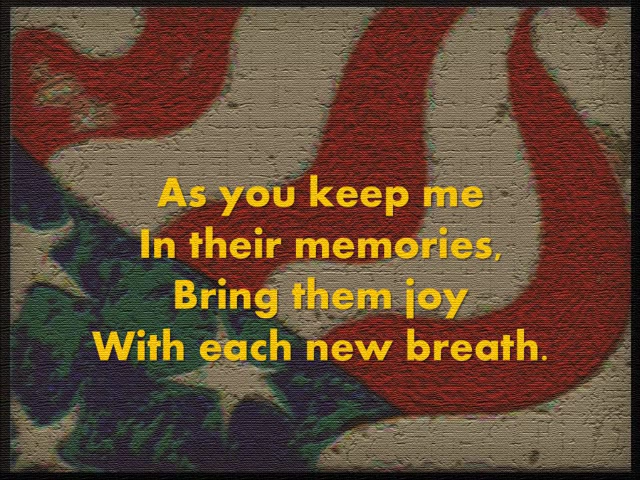 As you keep me
In their memories,
Bring them joy
With each new breath.